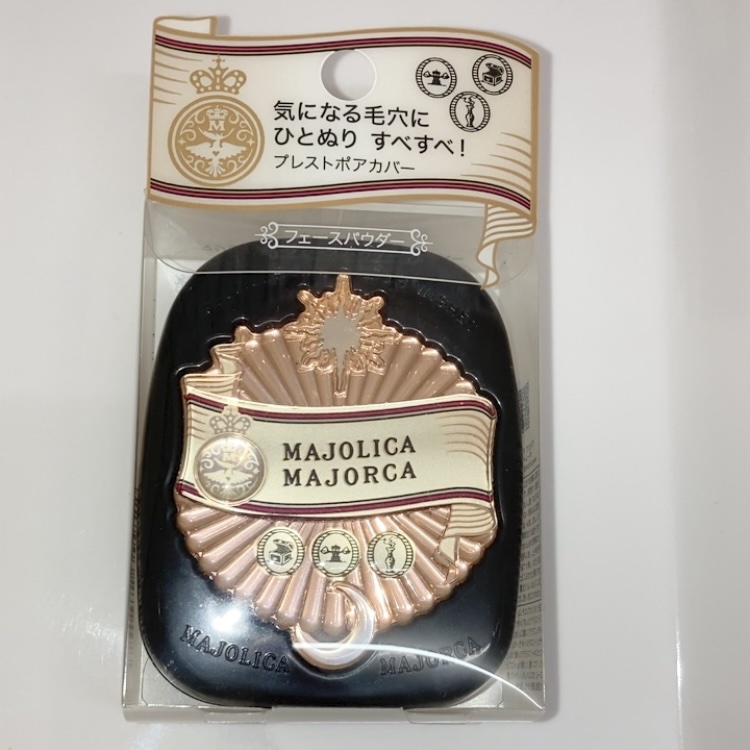 M
気になる毛穴に
ひとぬり すべすべ！
プレストポアカバー
フェースパウダー
MAJOLICA
MAJORCA
MAJOLICA MAJORCA